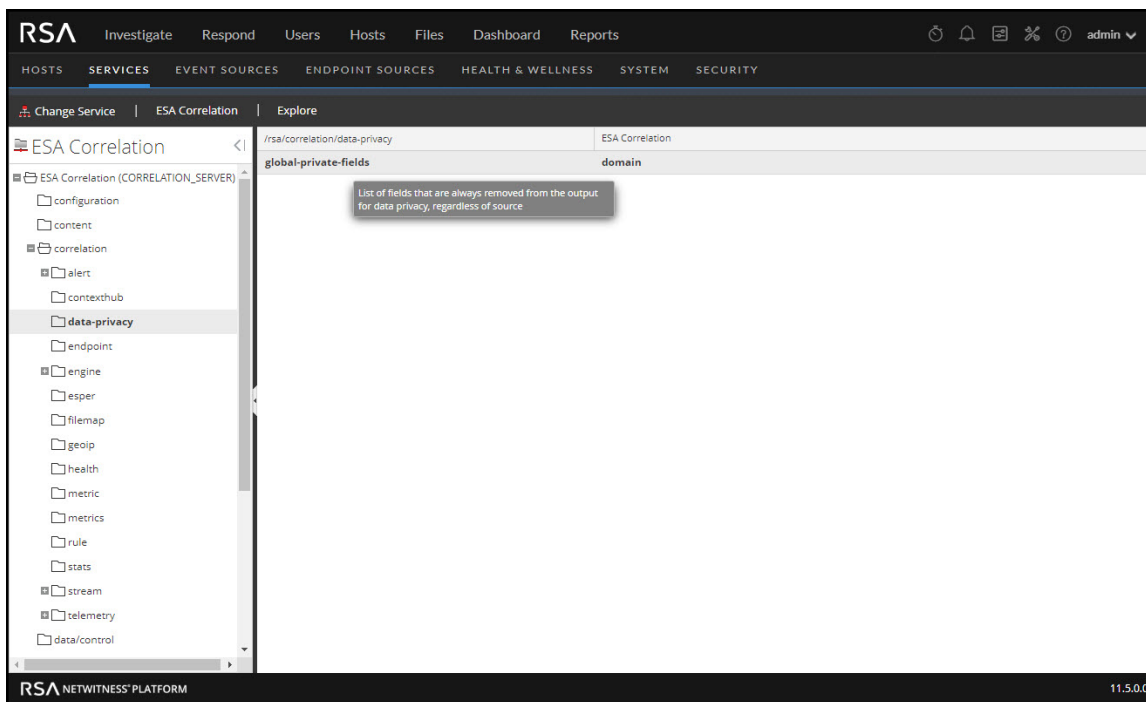 RSA Investigate Respond Users Hosts Files Dashboard Reports admin
HOSTS SERVICES EVENT SOURCES ENDPOINT SOURCES HEALTH & WELLNESS SYSTEM SECURITY
Change Service | ESA Correlation | Explore
ESA Correlation
/rsa/correlation/data-privacy ESA Correlation
global-private-fields domain
List of fields that are always removed from the output
for data privacy, regardless of source
ESA Correlation (CORRELATION_SERVER)
configuration
content
correlation
alert
contexthub
data-privacy
endpoint
engine
esper
filemap
geoip
health
metric
metrics
rule
stats
stream
telemetry
data/control
RSA NETWITNESS® PLATFORM 11.5.0.0